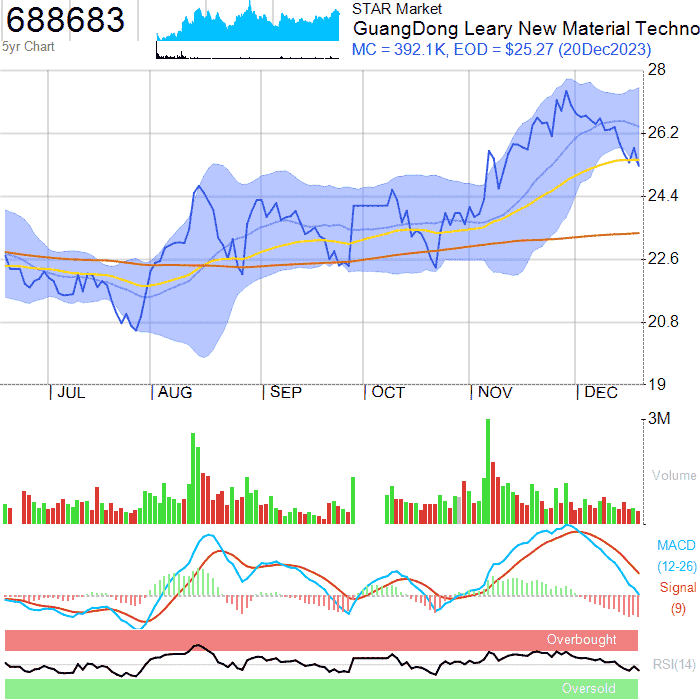 688683
5yr Chart
STAR Market
GuangDong Leary New Material Techno
MC = 392.1K, EOD = $25.27 (20Dec2023)
28
26.2
24.4
22.6
20.8
19
JUL AUG SEP OCT NOV DEC
3M
Volume
MACD
(12-26)
Signal
(9)
Overbought
RSI(14)
Oversold